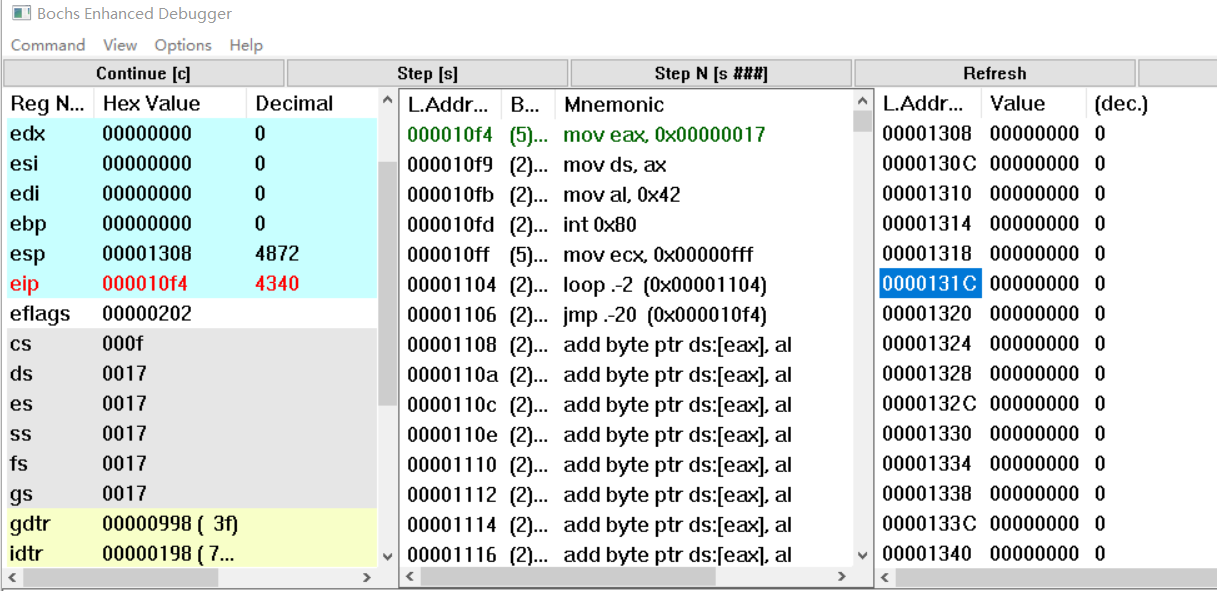 Bochs Enhanced Debugger
Command View Options Help
Continue [c] Step [s] Step N [s ###] Refresh
Reg N... Hex Value Decimal L.Addr... B... Mnemonic L.Addr... Value (dec.)
edx 00000000 0 000010f4 (5)... mov eax, 0x00000017 00001308 00000000 0
esi 00000000 0 000010f9 (2)... mov ds, ax 0000130C 00000000 0
edi 00000000 0 000010fb (2)... mov al, 0x42 00001310 00000000 0
ebp 00000000 0 000010fd (2)... int 0x80 00001314 00000000 0
esp 00001308 4872 000010ff (5)... mov ecx, 0x00000fff 00001318 00000000 0
eip 000010f4 4340 00001104 (2)... loop .-2 (0x00001104) 0000131C 00000000 0
eflags 00000202 00001106 (2)... jmp .-20 (0x000010f4) 00001320 00000000 0
cs 000f 00001108 (2)... add byte ptr ds:[eax], al 00001324 00000000 0
ds 0017 0000110a (2)... add byte ptr ds:[eax], al 00001328 00000000 0
es 0017 0000110c (2)... add byte ptr ds:[eax], al 0000132C 00000000 0
ss 0017 0000110e (2)... add byte ptr ds:[eax], al 00001330 00000000 0
fs 0017 00001110 (2)... add byte ptr ds:[eax], al 00001334 00000000 0
gs 0017 00001112 (2)... add byte ptr ds:[eax], al 00001338 00000000 0
gdtr 00000998 ( 3f) 00001114 (2)... add byte ptr ds:[eax], al 0000133C 00000000 0
idtr 00000198 ( 7... 00001116 (2)... add byte ptr ds:[eax], al 00001340 00000000 0